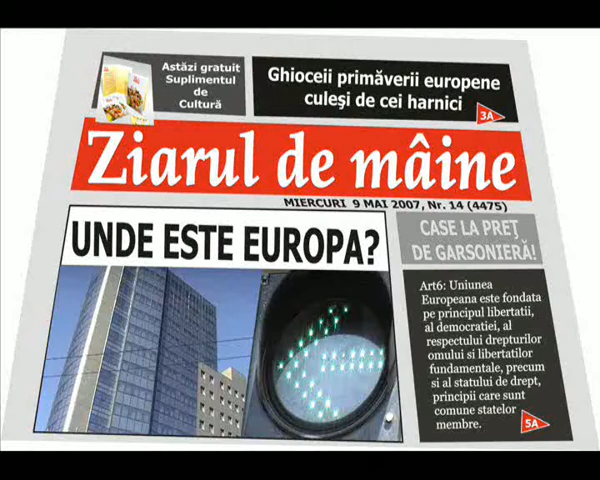 Astăzi gratuit
Suplimentul
de
Cultură
Ghioceii primăverii europene
culeşi de cei harnici
3A
Ziarul de mâine
MIERCURI 9 MAI 2007, Nr. 14 (4475)
UNDE ESTE EUROPA?
CASE LA PREŢ
DE GARSONIERĂ!
Art6: Uniunea
Europeana este fondata
pe principul libertatii,
al democratiei, al
respectului drepturilor
omului si libertatilor
fundamentale, precum
si al statului de drept,
principii care sunt
comune statelor
membre.
5A